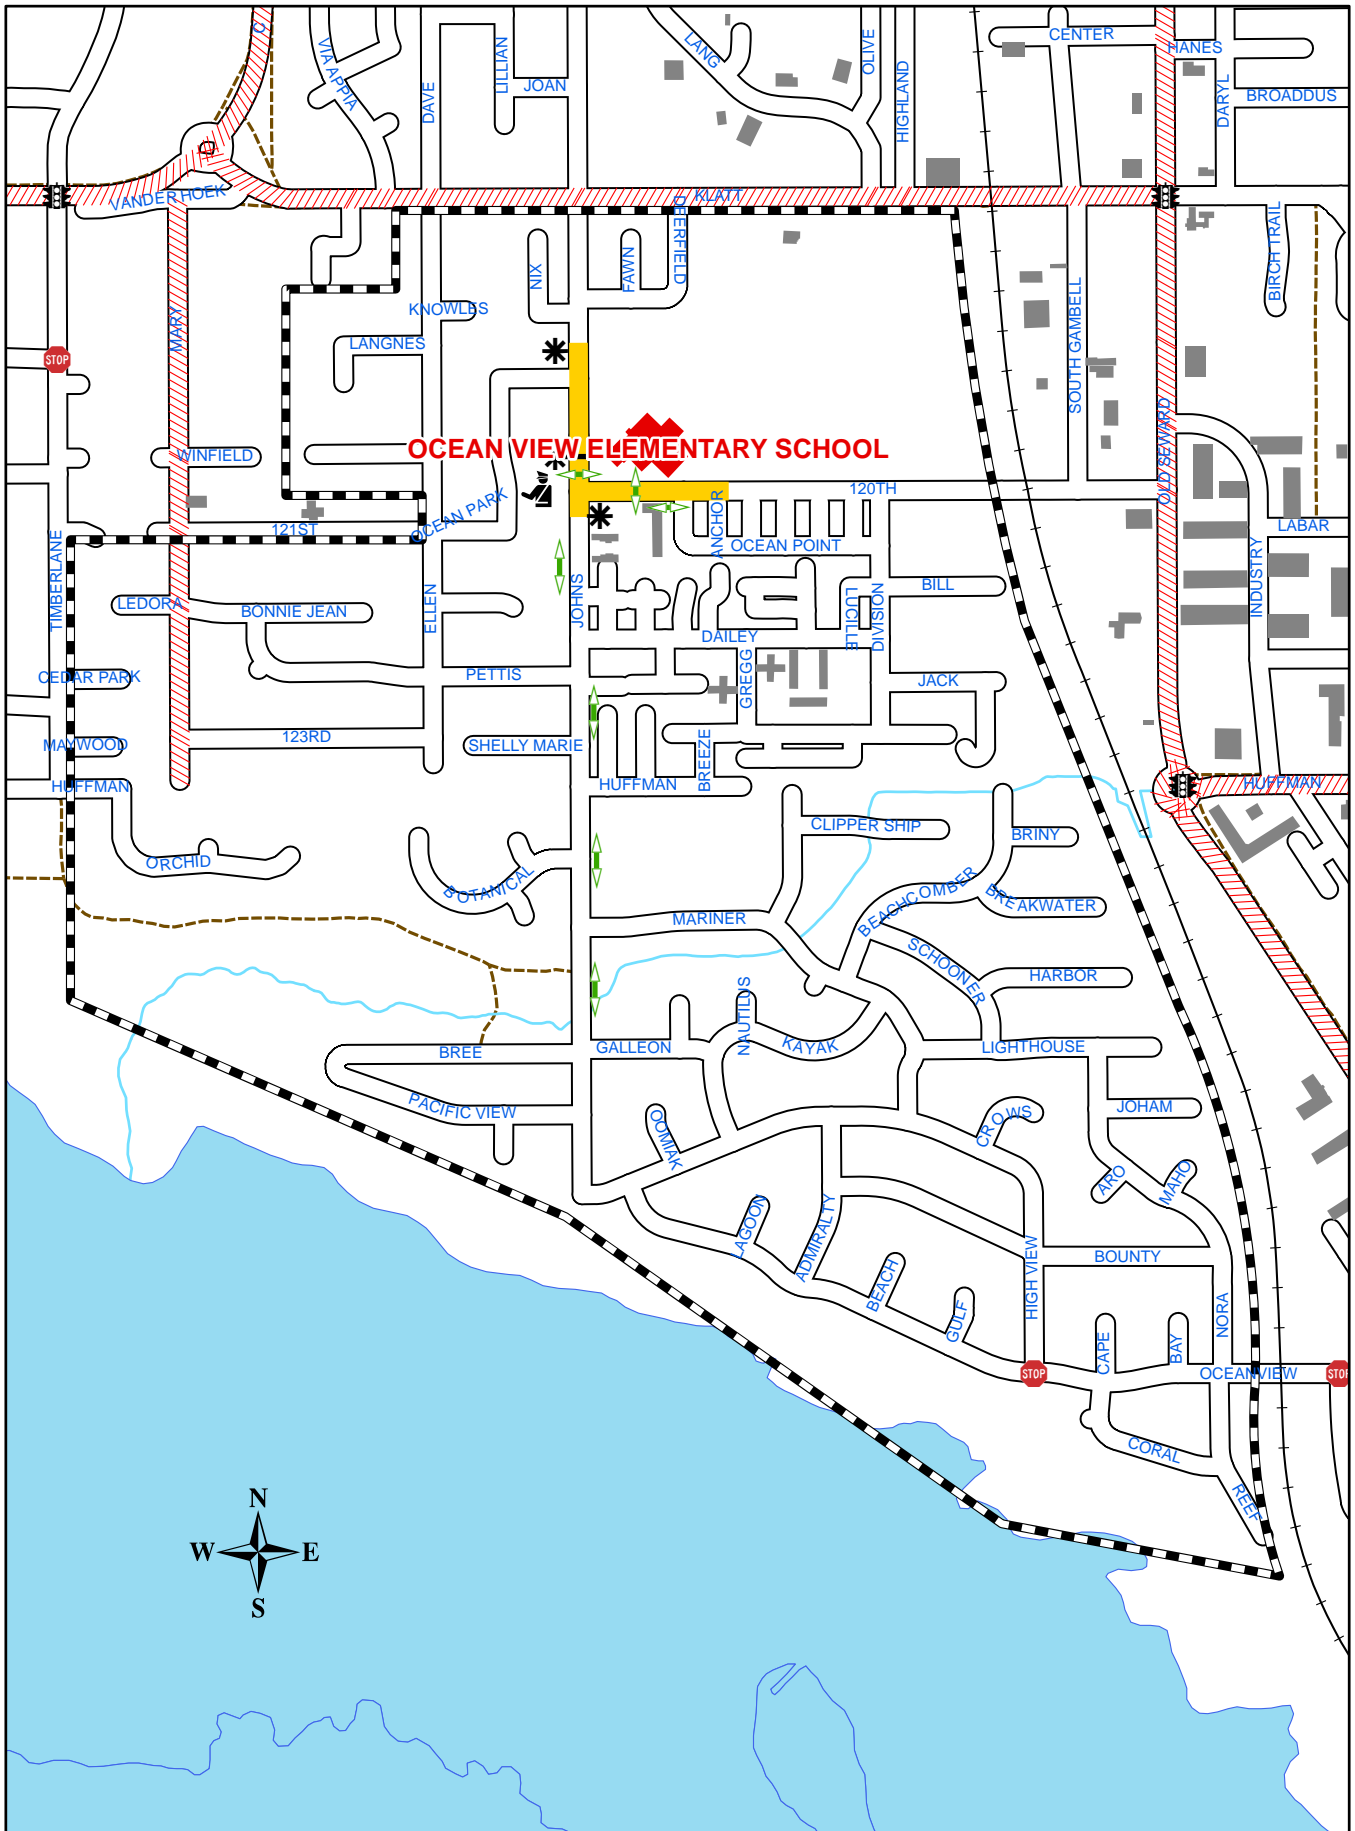 C
VIA APPIA
DAVE
LILLIAN
JOAN
LANG
OLIVE
HIGHLAND
CENTER
HANES
DARYL
BROADDUS
VANDER HOEK
KLATT
DEERFIELD
FAWN
NIX
BIRCH TRAIL
MARY
KNOWLES
LANGNES
SOUTH GAMBELL
STOP
OLD SEWARD
WINFIELD
OCEAN VIEW ELEMENTARY SCHOOL
120TH
OCEAN PARK
ANCHOR
121ST
LABAR
TIMBERLANE
OCEAN POINT
INDUSTRY
ELLEN
JOHNS
BILL
LUCILLE
DIVISION
LEDORA
BONNIE JEAN
DAILEY
GREGG
CEDAR PARK
PETTIS
JACK
MAYWOOD
123RD
SHELLY MARIE
BREEZE
HUFFMAN
HUFFMAN
HUFFMAN
CLIPPER SHIP
BRINY
ORCHID
BOTANICAL
BEACHCOMBER
BREAKWATER
MARINER
SCHOONER
HARBOR
NAUTILUS
BREE
GALLEON
KAYAK
LIGHTHOUSE
PACIFIC VIEW
OOMIAK
CROWS
JOHAM
ARO
MAHO
LAGOON
ADMIRALTY
BEACH
GULF
HIGH VIEW
BOUNTY
NORA
CAPE
BAY
STOP
OCEANVIEW
STOP
CORAL
REEF
N
W E
S